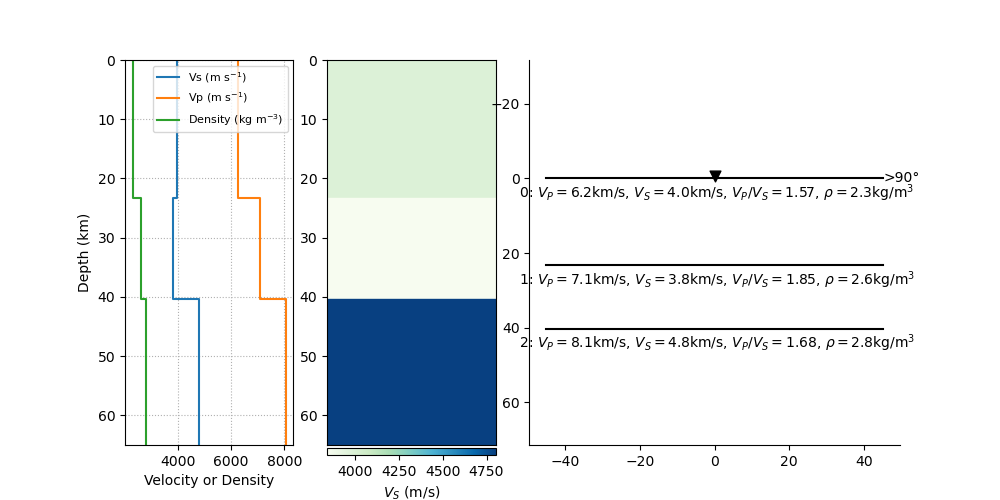 0
10
20
30
40
50
60
Depth (km)
4000 6000 8000
Velocity or Density
Vs (m s⁻¹)
Vp (m s⁻¹)
Density (kg m⁻³)
0
10
20
30
40
50
60
4000 4250 4500 4750
V_S (m/s)
−20
0
20
40
60
−40 −20 0 20 40
>90°
0: V_P = 6.2km/s, V_S = 4.0km/s, V_P/V_S = 1.57, ρ = 2.3kg/m³
1: V_P = 7.1km/s, V_S = 3.8km/s, V_P/V_S = 1.85, ρ = 2.6kg/m³
2: V_P = 8.1km/s, V_S = 4.8km/s, V_P/V_S = 1.68, ρ = 2.8kg/m³